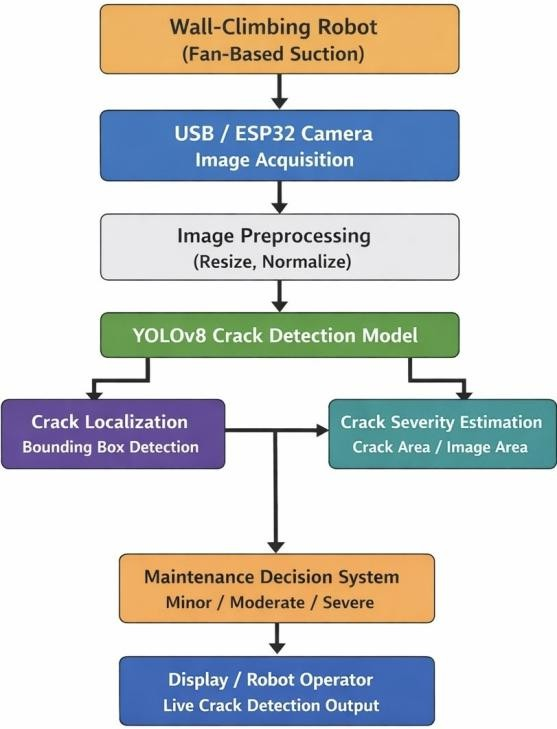 Wall-Climbing Robot
(Fan-Based Suction)
USB / ESP32 Camera
Image Acquisition
Image Preprocessing
(Resize, Normalize)
YOLOv8 Crack Detection Model
Crack Localization
Bounding Box Detection
Crack Severity Estimation
Crack Area / Image Area
Maintenance Decision System
Minor / Moderate / Severe
Display / Robot Operator
Live Crack Detection Output